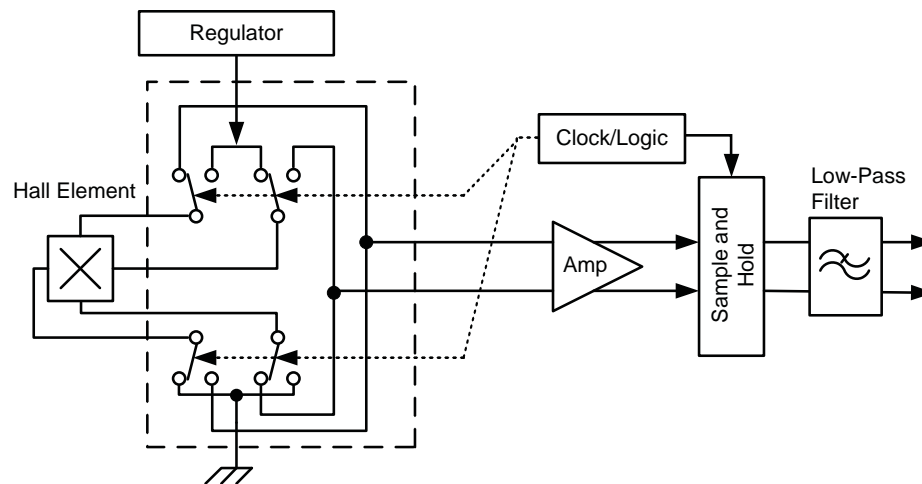 Regulator
Clock/Logic
Hall Element
Low-Pass
Filter
Amp
Sample and
Hold